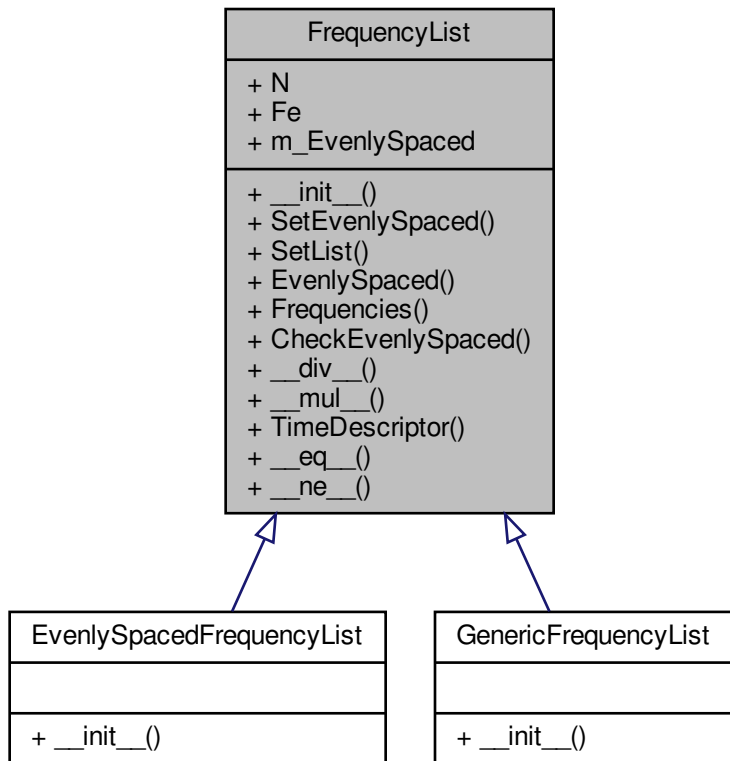 FrequencyList
+ N
+ Fe
+ m_EvenlySpaced
+ __init__()
+ SetEvenlySpaced()
+ SetList()
+ EvenlySpaced()
+ Frequencies()
+ CheckEvenlySpaced()
+ __div__()
+ __mul__()
+ TimeDescriptor()
+ __eq__()
+ __ne__()
EvenlySpacedFrequencyList
+ __init__()
GenericFrequencyList
+ __init__()